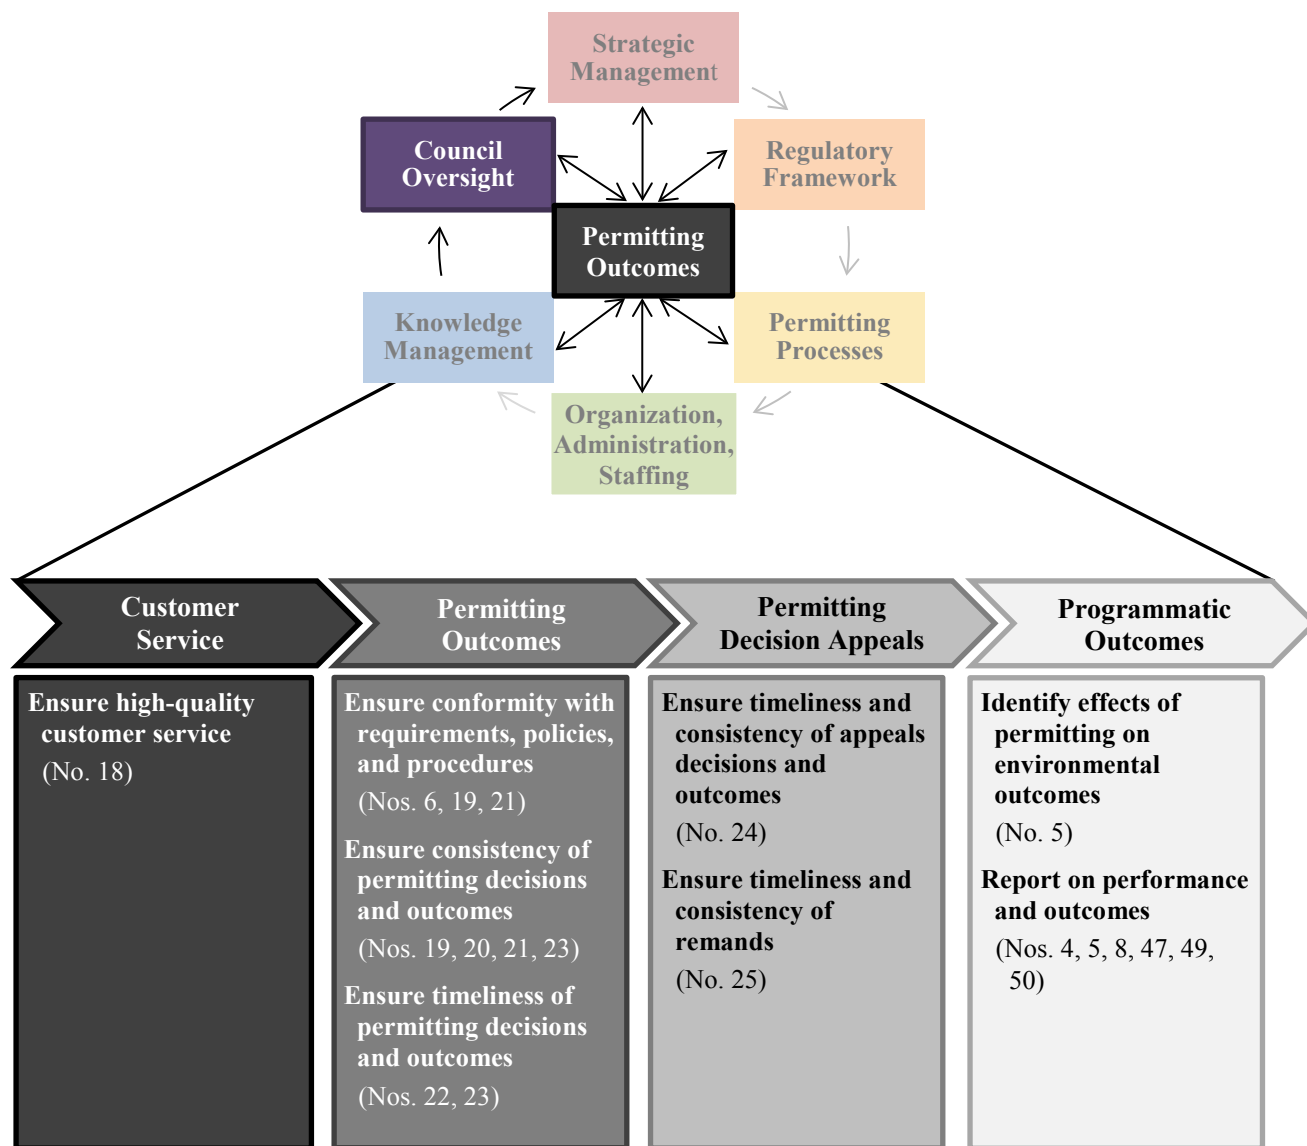 Strategic
Management
Council
Oversight
Regulatory
Framework
Permitting
Outcomes
Knowledge
Management
Permitting
Processes
Organization,
Administration,
Staffing
Customer
Service
Permitting
Outcomes
Permitting
Decision Appeals
Programmatic
Outcomes
Ensure high-quality
customer service
(No. 18)
Ensure conformity with
requirements, policies,
and procedures
(Nos. 6, 19, 21)
Ensure consistency of
permitting decisions
and outcomes
(Nos. 19, 20, 21, 23)
Ensure timeliness of
permitting decisions
and outcomes
(Nos. 22, 23)
Ensure timeliness and
consistency of appeals
decisions and
outcomes
(No. 24)
Ensure timeliness and
consistency of
remands
(No. 25)
Identify effects of
permitting on
environmental
outcomes
(No. 5)
Report on performance
and outcomes
(Nos. 4, 5, 8, 47, 49,
50)